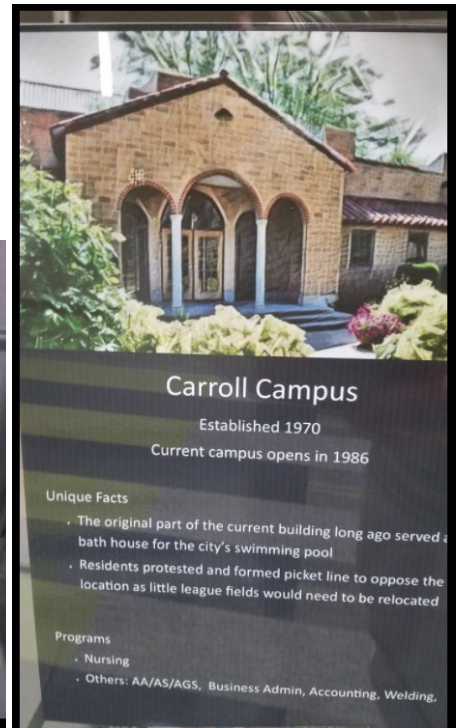 Carroll Campus
Established 1970
Current campus opens in 1986
Unique Facts
• The original part of the current building long ago served
bath house for the city's swimming pool
• Residents protested and formed picket line to oppose the
location as little league fields would need to be relocated
Programs
• Nursing
• Others: AA/AS/AGS, Business Admin, Accounting, Welding,